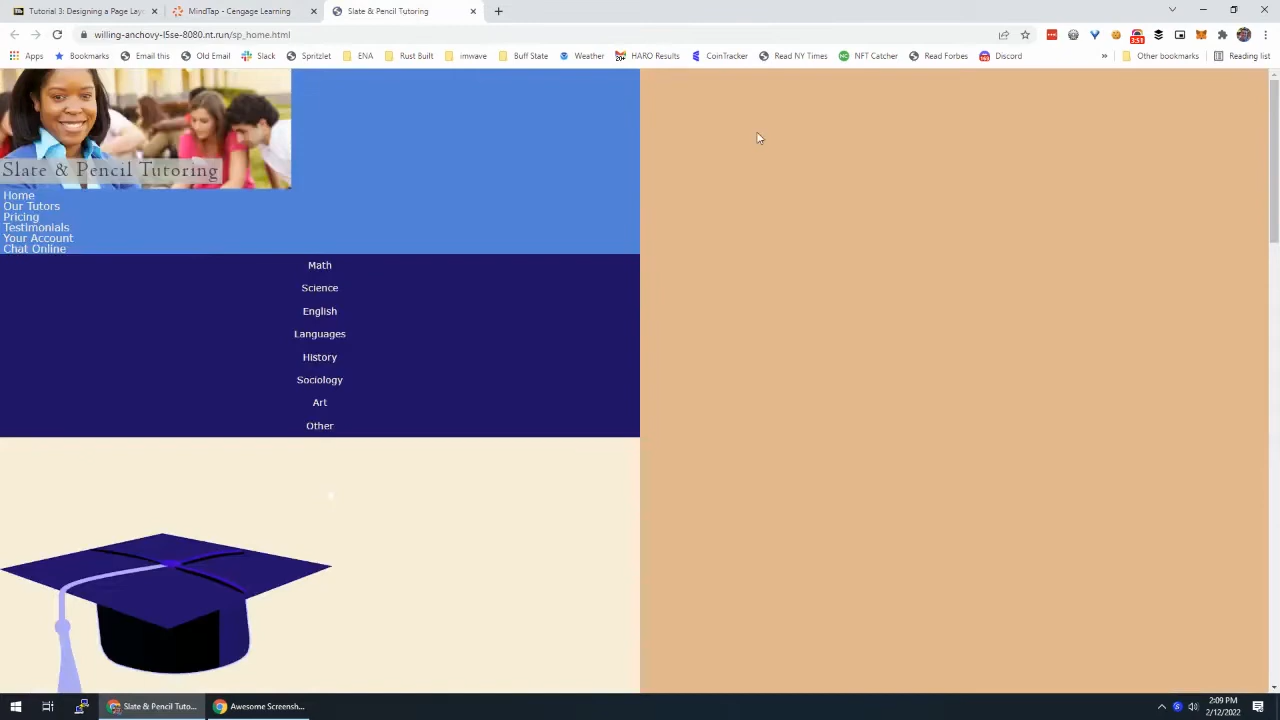 Tutorial 3: Designing a Page Lay
MindTap - Cengage Learning
Slate & Pencil Tutoring
willing-anchovy-l5se-8080.nt.run/sp_home.html
Apps
Bookmarks
Email this
Old Email
Slack
Spritzlet
ENA
Rust Built
imwave
Buff State
Weather
20+
HARO Results
CoinTracker
Read NY Times
NFT Catcher
Read Forbes
Discord
Other bookmarks
Reading list
3:51
Slate & Pencil Tutoring
Home
Our Tutors
Pricing
Testimonials
Your Account
Chat Online
Math
Science
English
Languages
History
Sociology
Art
Other
Slate & Pencil Tuto...
Awesome Screensh...
2:09 PM
2/12/2022